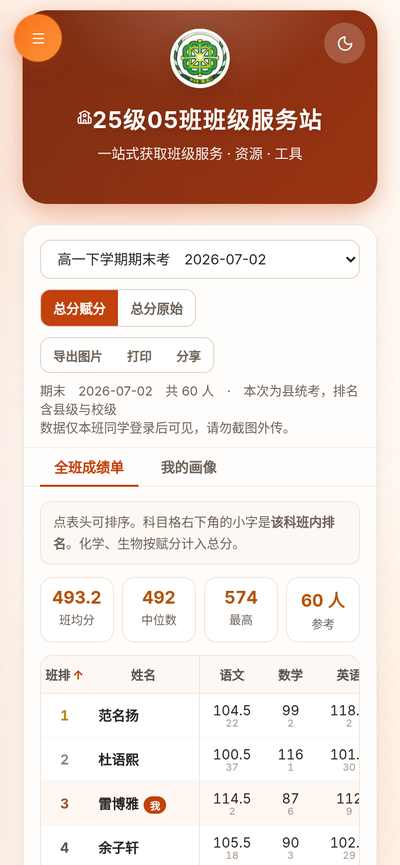 25级05班班级服务站
一站式获取班级服务 · 资源 · 工具
高一下学期期末考 2026-07-02
总分赋分 总分原始
导出图片 打印 分享
期末 2026-07-02 共 60 人 · 本次为县统考，排名
含县级与校级
数据仅本班同学登录后可见，请勿截图外传。
全班成绩单 我的画像
点表头可排序。科目格右下角的小字是该科班内排
名。化学、生物按赋分计入总分。
493.2 492 574 60 人
班均分 中位数 最高 参考
班排↑ 姓名 语文 数学 英语
1 范名扬 104.5 99 118.
22 2 2
2 杜语熙 100.5 116 101.
37 1 30
3 雷博雅 我 114.5 87 112
2 6 9
4 余子轩 105.5 90 102.
18 3 29